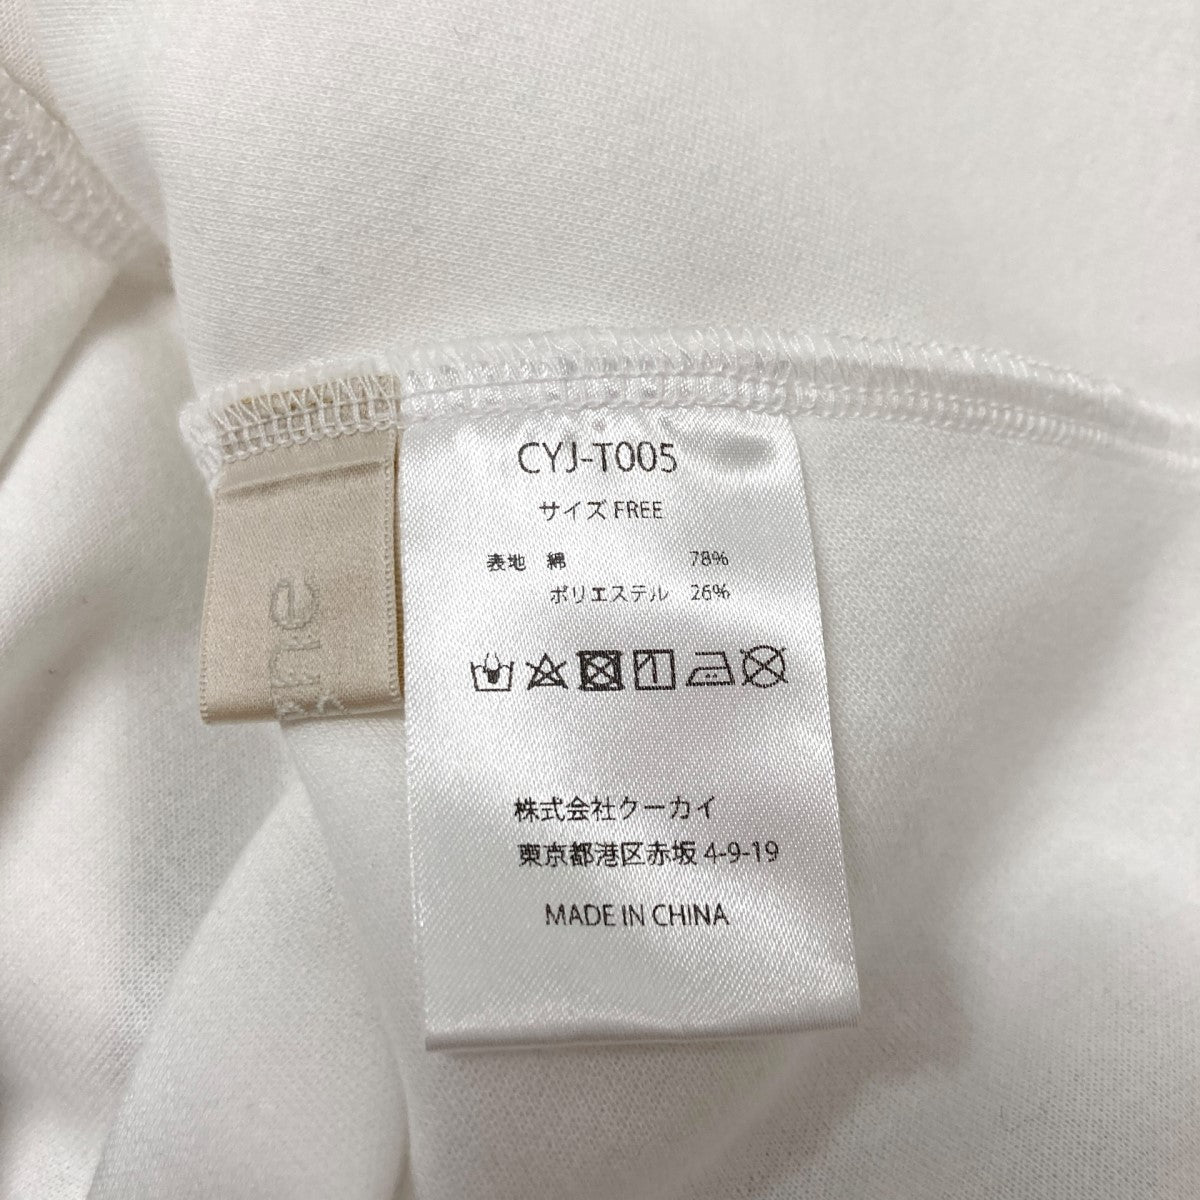 CYJ-T005
サイズ FREE
表地 綿 78%
ポリエステル 26%
株式会社クーカイ
東京都港区赤坂 4-9-19
MADE IN CHINA